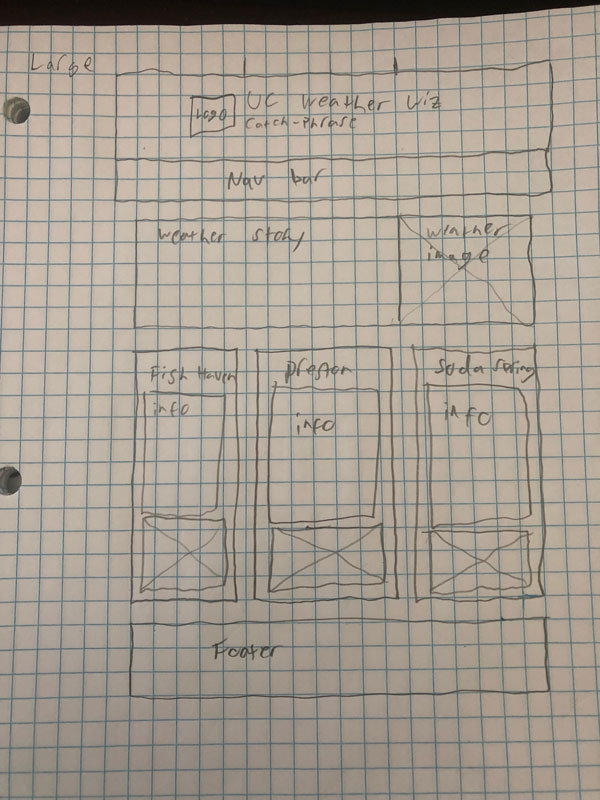 Large
Logo
UC Weather Wiz
Catch-Phrase
Nav bar
Weather Story
Weather
image
Fish Haven
info
Preston
info
Soda Spring
info
Footer